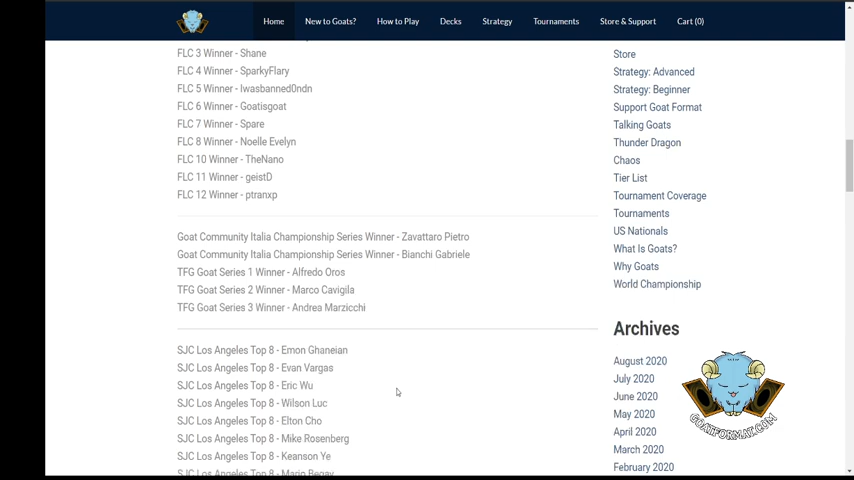 Home New to Goats? How to Play Decks Strategy Tournaments Store & Support Cart (0)
FLC 3 Winner - Shane
FLC 4 Winner - SparkyFlary
FLC 5 Winner - Iwasbanned0ndn
FLC 6 Winner - Goatisgoat
FLC 7 Winner - Spare
FLC 8 Winner - Noelle Evelyn
FLC 10 Winner - TheNano
FLC 11 Winner - geistD
FLC 12 Winner - ptranxp
Goat Community Italia Championship Series Winner - Zavattaro Pietro
Goat Community Italia Championship Series Winner - Bianchi Gabriele
TFG Goat Series 1 Winner - Alfredo Oros
TFG Goat Series 2 Winner - Marco Cavigila
TFG Goat Series 3 Winner - Andrea Marzicchi
SJC Los Angeles Top 8 - Emon Ghaneian
SJC Los Angeles Top 8 - Evan Vargas
SJC Los Angeles Top 8 - Eric Wu
SJC Los Angeles Top 8 - Wilson Luc
SJC Los Angeles Top 8 - Elton Cho
SJC Los Angeles Top 8 - Mike Rosenberg
SJC Los Angeles Top 8 - Keanson Ye
SJC Los Angeles Top 8 - Mario Begay
Store
Strategy: Advanced
Strategy: Beginner
Support Goat Format
Talking Goats
Thunder Dragon
Chaos
Tier List
Tournament Coverage
Tournaments
US Nationals
What Is Goats?
Why Goats
World Championship
Archives
August 2020
July 2020
June 2020
May 2020
April 2020
March 2020
February 2020
GOATFORMAT.COM